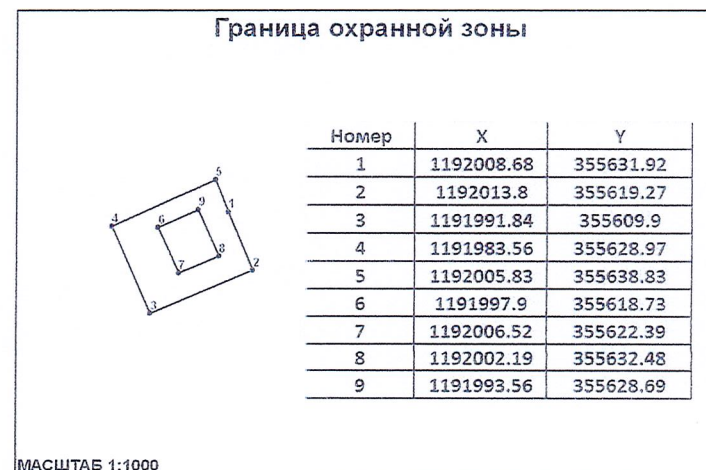 Граница охранной зоны
Номер X Y
1 1192008.68 355631.92
2 1192013.8 355619.27
3 1191991.84 355609.9
4 1191983.56 355628.97
5 1192005.83 355638.83
6 1191997.9 355618.73
7 1192006.52 355622.39
8 1192002.19 355632.48
9 1191993.56 355628.69
5
9
1
4
6
8
2
7
3
МАСШТАБ 1:1000